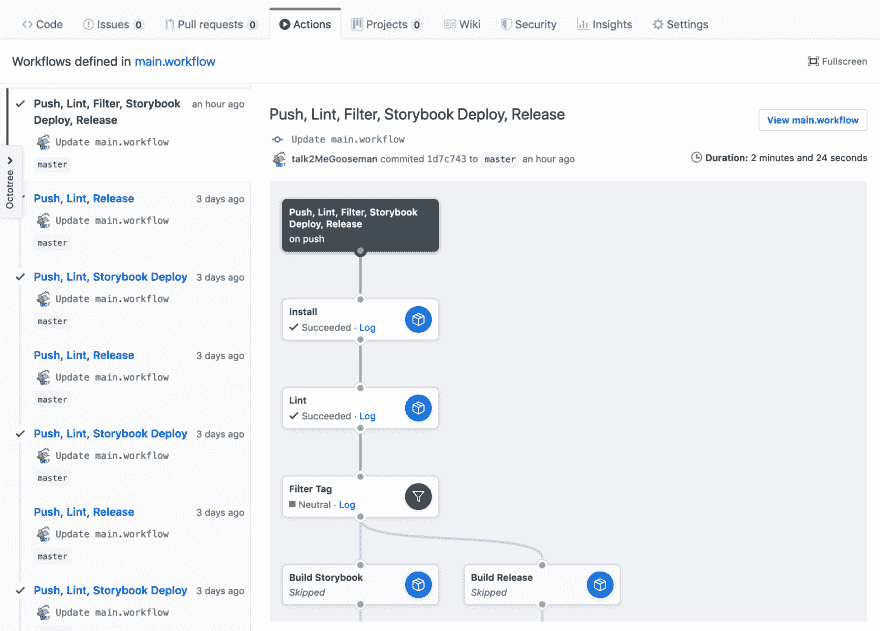 Code Issues 0 Pull requests 0 Actions Projects 0 Wiki Security Insights Settings
Workflows defined in main.workflow
Fullscreen
Octotree
Push, Lint, Filter, Storybook an hour ago
Deploy, Release
Update main.workflow
master
Push, Lint, Release 3 days ago
Update main.workflow
master
Push, Lint, Storybook Deploy 3 days ago
Update main.workflow
master
Push, Lint, Release 3 days ago
Update main.workflow
master
Push, Lint, Storybook Deploy 3 days ago
Update main.workflow
master
Push, Lint, Release 3 days ago
Update main.workflow
master
Push, Lint, Storybook Deploy 3 days ago
Update main.workflow
Push, Lint, Filter, Storybook Deploy, Release
View main.workflow
Update main.workflow
talk2MeGooseman commited 1d7c743 to master an hour ago
Duration: 2 minutes and 24 seconds
Push, Lint, Filter, Storybook
Deploy, Release
on push
Install
Succeeded · Log
Lint
Succeeded · Log
Filter Tag
Neutral · Log
Build Storybook
Skipped
Build Release
Skipped